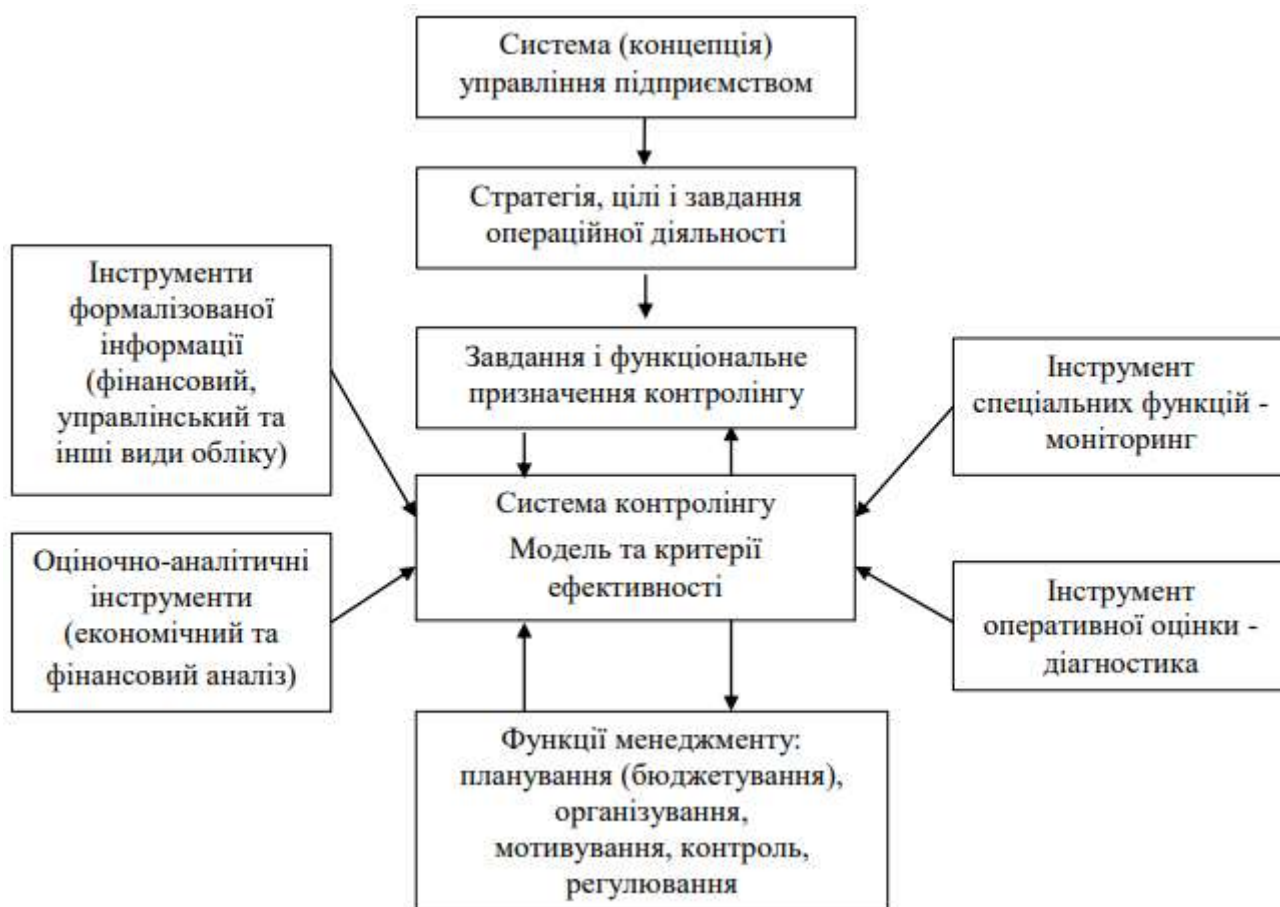 Система (концепція)
управління підприємством
Стратегія, цілі і завдання
операційної діяльності
Інструменти
формалізованої
інформації
(фінансовий,
управлінський та
інші види обліку)
Завдання і функціональне
призначення контролінгу
Інструмент
спеціальних функцій -
моніторинг
Система контролінгу
Модель та критерії
ефективності
Оціночно-аналітичні
інструменти
(економічний та
фінансовий аналіз)
Інструмент
оперативної оцінки -
діагностика
Функції менеджменту:
планування (бюджетування),
організування,
мотивування, контроль,
регулювання